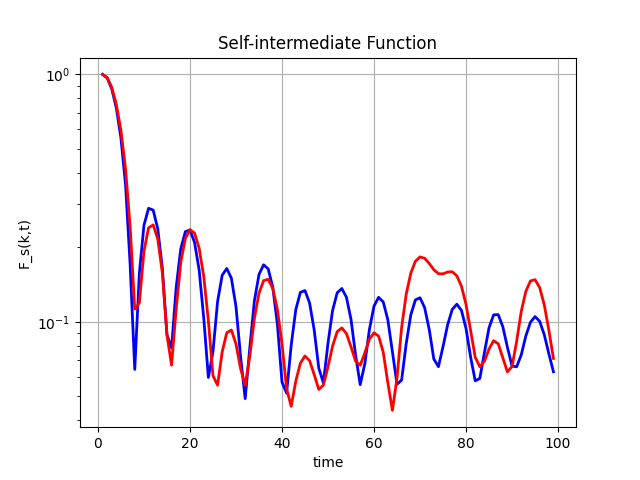 Self-intermediate Function
10⁰
F_s(k,t)
10⁻¹
0 20 40 60 80 100
time